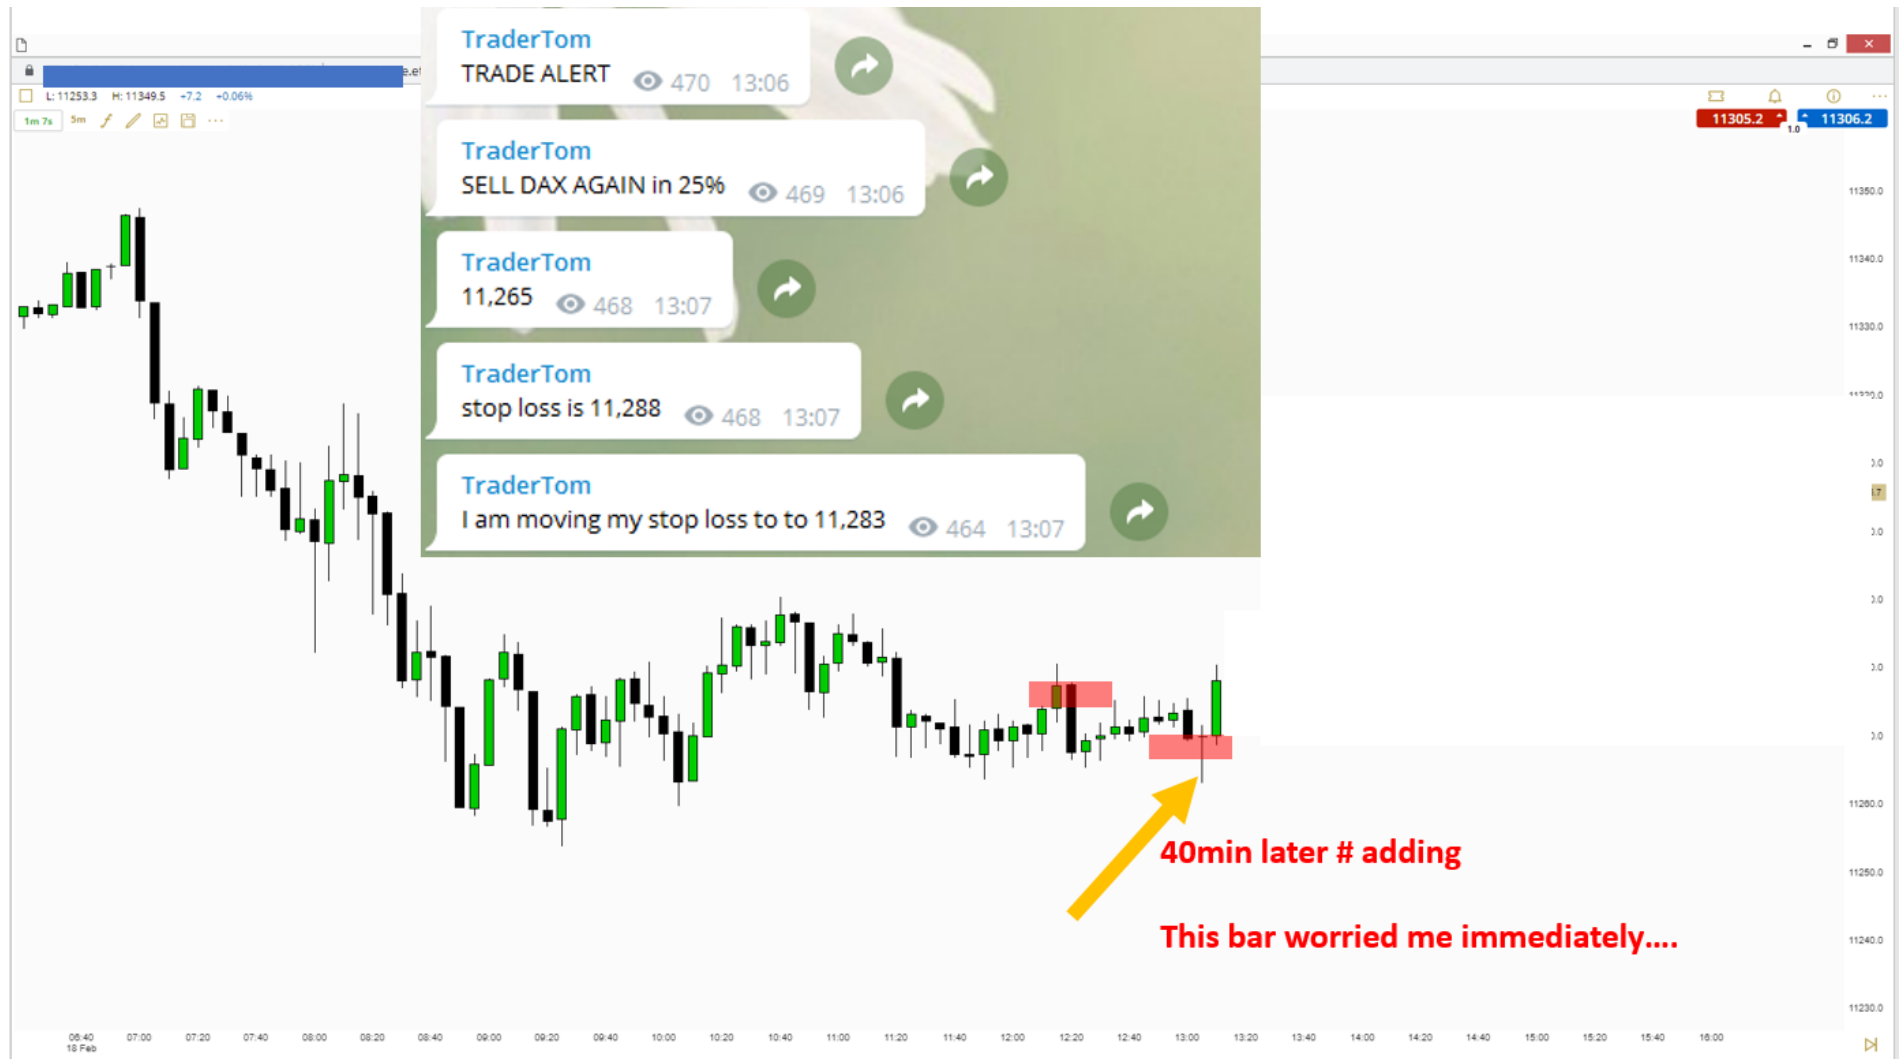 TraderTom
TRADE ALERT 470 13:06
TraderTom
SELL DAX AGAIN in 25% 469 13:06
TraderTom
11,265 468 13:07
TraderTom
stop loss is 11,288 468 13:07
TraderTom
I am moving my stop loss to to 11,283 464 13:07
L: 11253.3 H: 11349.5 +7.2 +0.06%
1m 7s 5m
11305.2 1.0 11306.2
11350.0
11340.0
11330.0
11260.0
11250.0
11240.0
11230.0
40min later # adding
This bar worried me immediately....
06:40 07:00 07:20 07:40 08:00 08:20 08:40 09:00 09:20 09:40 10:00 10:20 10:40 11:00 11:20 11:40 12:00 12:20 12:40 13:00 13:20 13:40 14:00 14:20 14:40 15:00 15:20 15:40 16:00
18 Feb